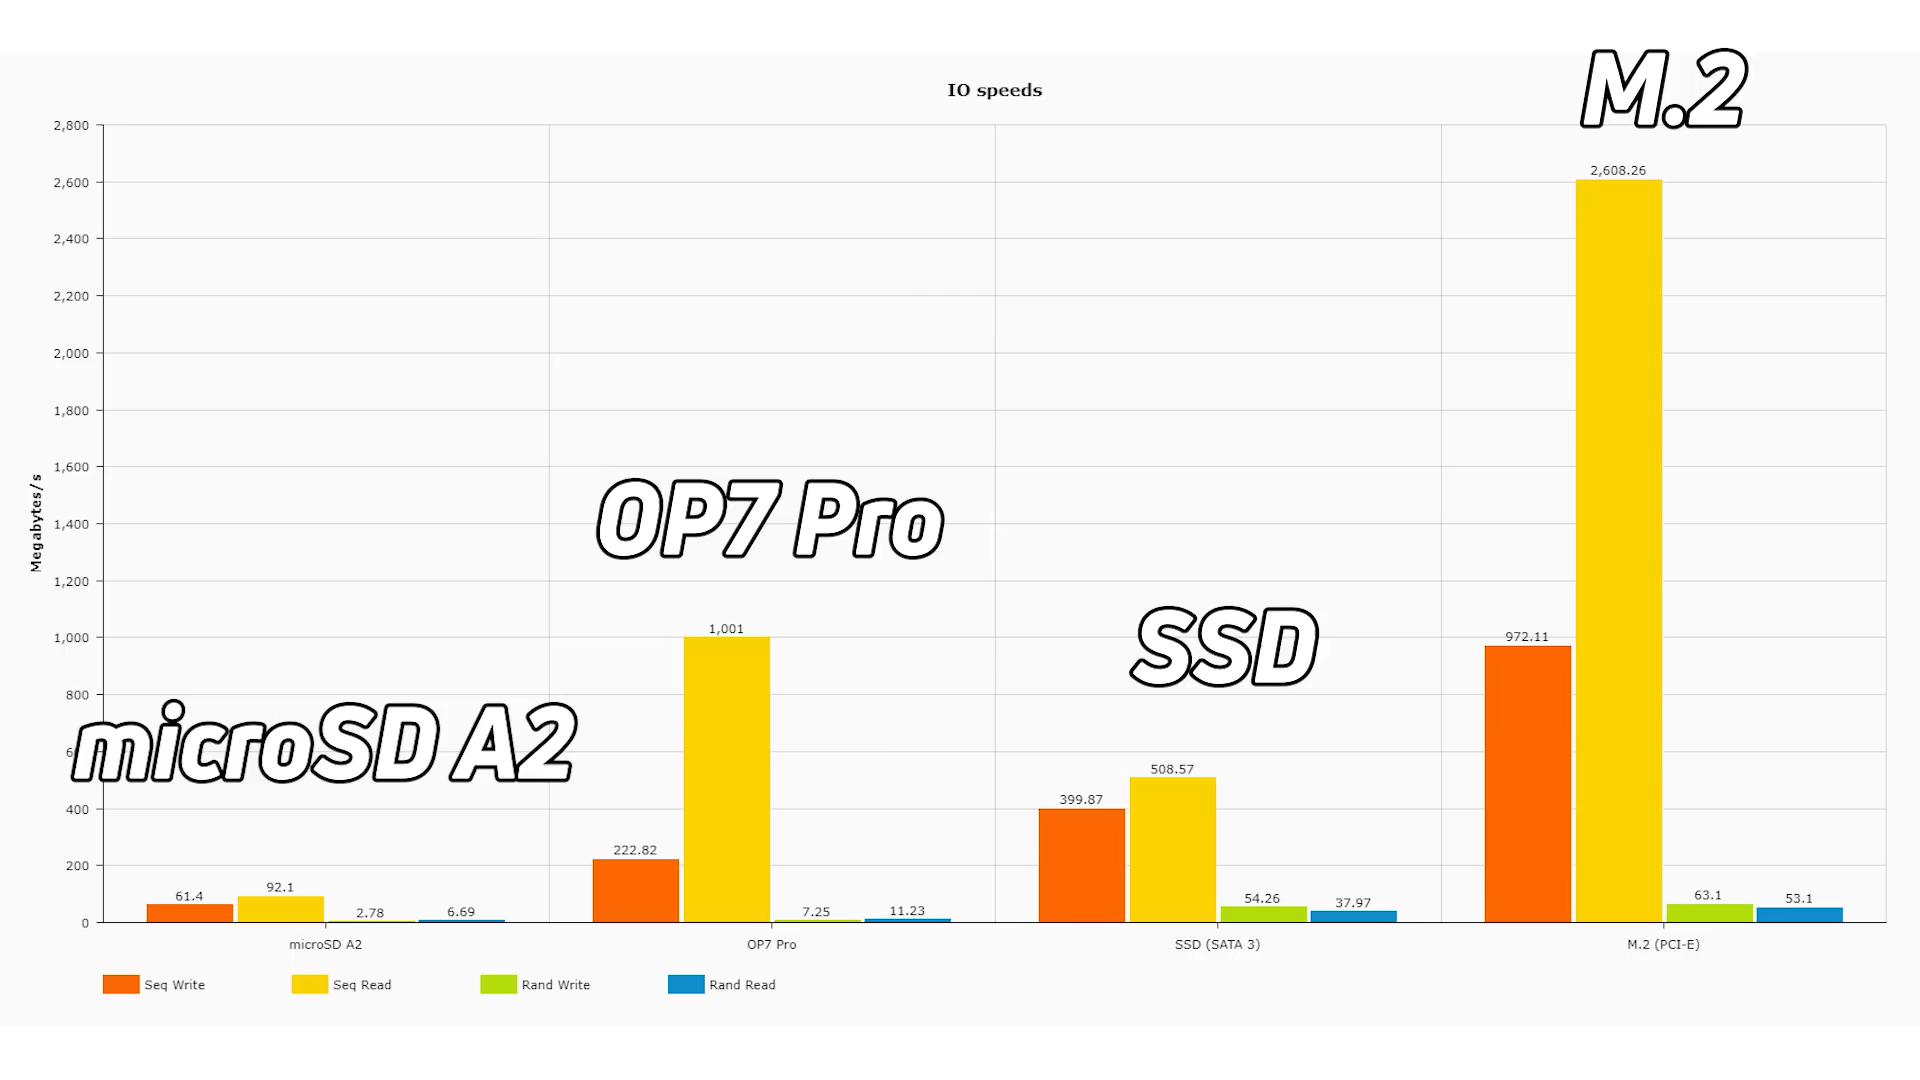 M.2
IO speeds
2,800
2,608.26
2,600
2,400
2,200
2,000
1,800
1,600
OP7 Pro
Megabytes/s
1,400
1,200
SSD
1,001
1,000
972.11
800
microSD A2
508.57
399.87
400
222.82
200
61.4
92.1
2.78
6.69
7.25
11.23
54.26
37.97
63.1
53.1
0
microSD A2
OP7 Pro
SSD (SATA 3)
M.2 (PCI-E)
Seq Write
Seq Read
Rand Write
Rand Read